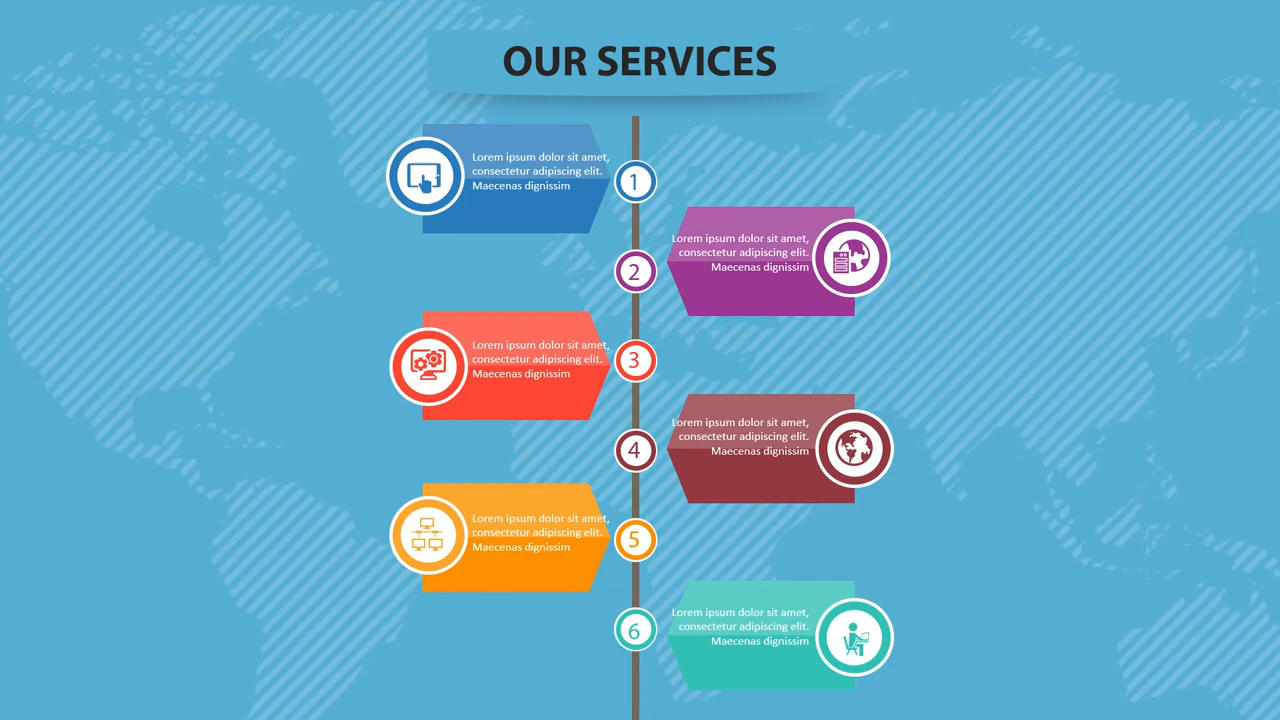 OUR SERVICES
Lorem ipsum dolor sit amet,
consectetur adipiscing elit.
Maecenas dignissim
1
Lorem ipsum dolor sit amet,
consectetur adipiscing elit.
Maecenas dignissim
2
Lorem ipsum dolor sit amet,
consectetur adipiscing elit.
Maecenas dignissim
3
Lorem ipsum dolor sit amet,
consectetur adipiscing elit.
Maecenas dignissim
4
Lorem ipsum dolor sit amet,
consectetur adipiscing elit.
Maecenas dignissim
5
Lorem ipsum dolor sit amet,
consectetur adipiscing elit.
Maecenas dignissim
6